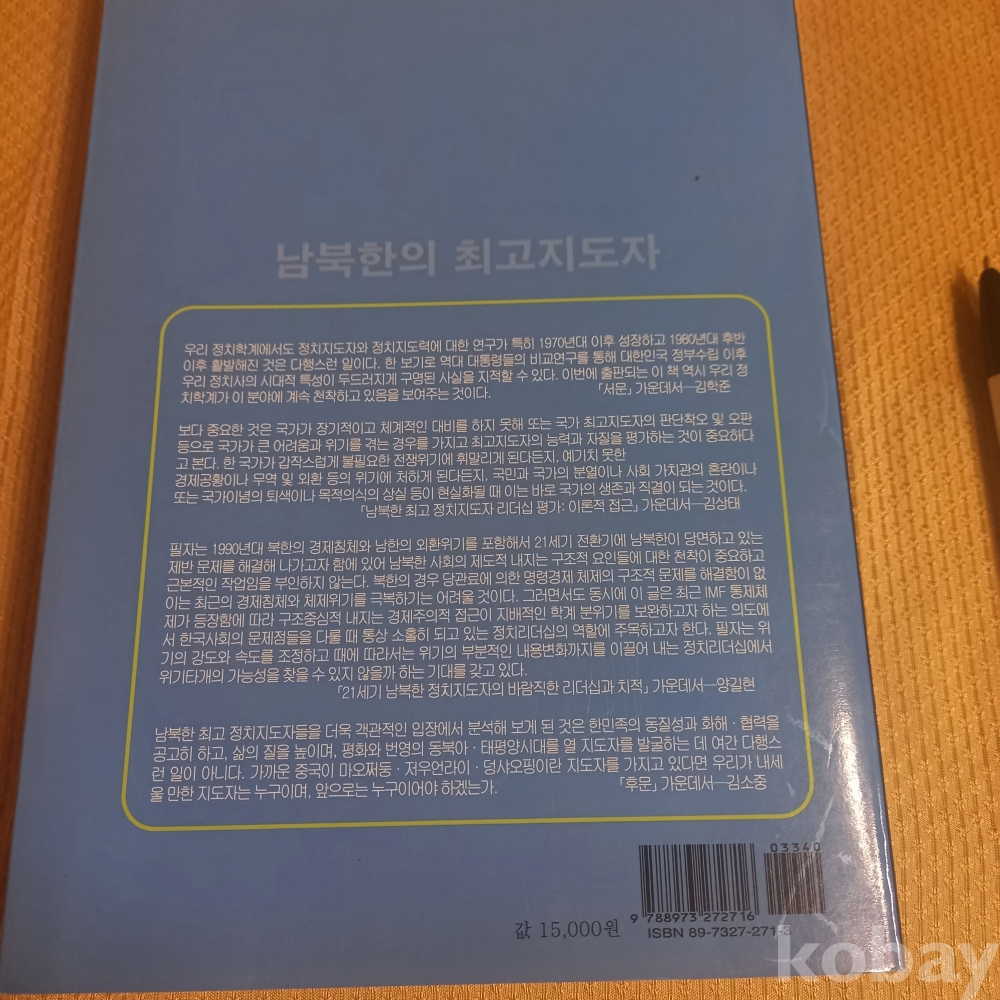 남북한의 최고지도자
우리 정치학계에서도 정치지도자와 정치지도력에 대한 연구가 특히 1970년대 이후 성장하고 1980년대 후반
이후 활발해진 것은 다행스런 일이다. 한 보기로 역대 대통령들의 비교연구를 통해 대한민국 정부수립 이후
우리 정치사의 시대적 특성이 두드러지게 구명된 사실을 지적할 수 있다. 이번에 출판되는 이 책 역시 우리 정
치학계가 이 분야에 계속 천착하고 있음을 보여주는 것이다. 「서문」 가운데서—김학준
보다 중요한 것은 국가가 장기적이고 체계적인 대비를 하지 못해 또는 국가 최고지도자의 판단착오 및 오판
등으로 국가가 큰 어려움과 위기를 겪는 경우를 가지고 최고지도자의 능력과 자질을 평가하는 것이 중요하다
고 본다. 한 국가가 갑작스럽게 불필요한 전쟁위기에 휘말리게 된다든지, 예기치 못한
경제공황이나 무역 및 외환 등의 위기에 처하게 된다든지, 국민과 국가의 분열이나 사회 가치관의 혼란이나
또는 국가이념의 퇴색이나 목적의식의 상실 등이 현실화될 때 이는 바로 국가의 생존과 직결이 되는 것이다.
「남북한 최고 정치지도자 리더십 평가: 이론적 접근」 가운데서—김상태
필자는 1990년대 북한의 경제침체와 남한의 외환위기를 포함해서 21세기 전환기에 남북한이 당면하고 있는
제반 문제를 해결해 나가고자 함에 있어 남북한 사회의 제도적 내지는 구조적 요인들에 대한 천착이 중요하고
근본적인 작업임을 부인하지 않는다. 북한의 경우 당관료에 의한 명령경제 체제의 구조적 문제를 해결함이 없
이는 최근의 경제침체와 체제위기를 극복하기는 어려울 것이다. 그러면서도 동시에 이 글은 최근 IMF 통제체
제가 등장함에 따라 구조중심적 내지는 경제주의적 접근이 지배적인 학계 분위기를 보완하고자 하는 의도에
서 한국사회의 문제점들을 다룰 때 통상 소홀히 되고 있는 정치리더십의 역할에 주목하고자 한다. 필자는 위
기의 강도와 속도를 조정하고 때에 따라서는 위기의 부분적인 내용변화까지를 이끌어 내는 정치리더십에서
위기타개의 가능성을 찾을 수 있지 않을까 하는 기대를 갖고 있다.
「21세기 남북한 정치지도자의 바람직한 리더십과 치적」 가운데서—양길현
남북한 최고 정치지도자들을 더욱 객관적인 입장에서 분석해 보게 된 것은 한민족의 동질성과 화해·협력을
공고히 하고, 삶의 질을 높이며, 평화와 번영의 동북아·태평양시대를 열 지도자를 발굴하는 데 여간 다행스
런 일이 아니다. 가까운 중국이 마오쩌둥·저우언라이·덩샤오핑이란 지도자를 가지고 있다면 우리가 내세
울 만한 지도자는 누구이며, 앞으로는 누구이어야 하겠는가. 「후문」 가운데서—김소중
03340
9 788973 272716
값 15,000원
ISBN 89-7327-271-3
kobay